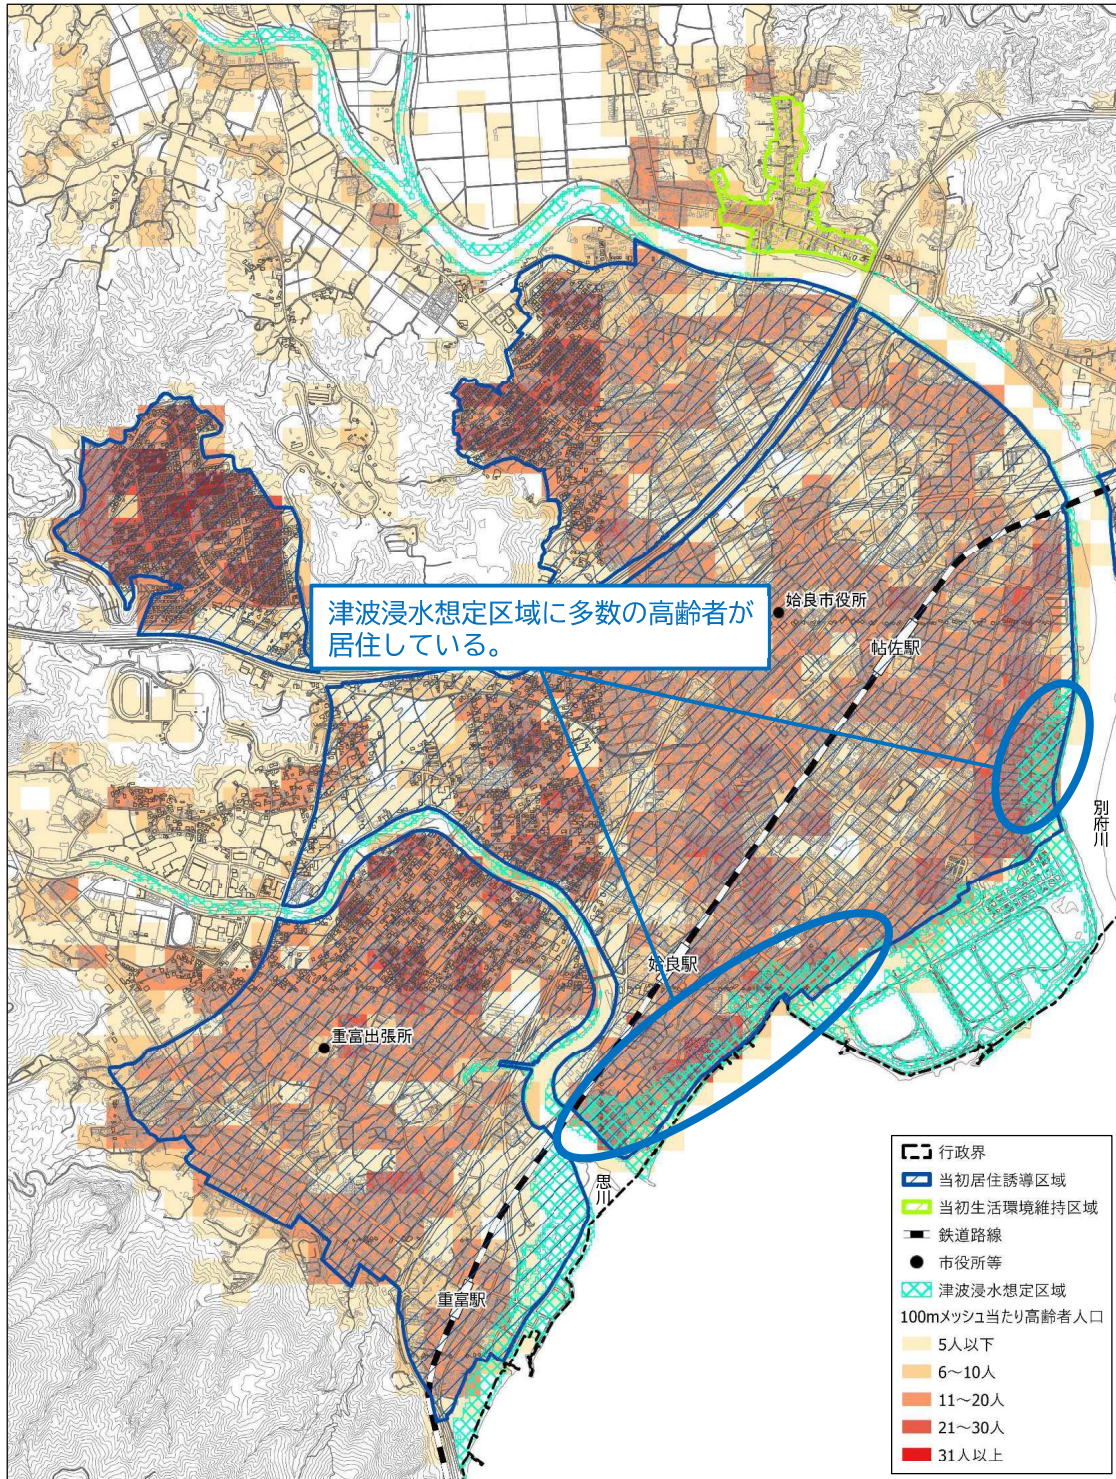 津波浸水想定区域に多数の高齢者が
居住している。
姶良市役所
帖佐駅
別府川
姶良駅
重富出張所
思川
重富駅
行政界
当初居住誘導区域
当初生活環境維持区域
鉄道路線
市役所等
津波浸水想定区域
100mメッシュ当たり高齢者人口
5人以下
6～10人
11～20人
21～30人
31人以上